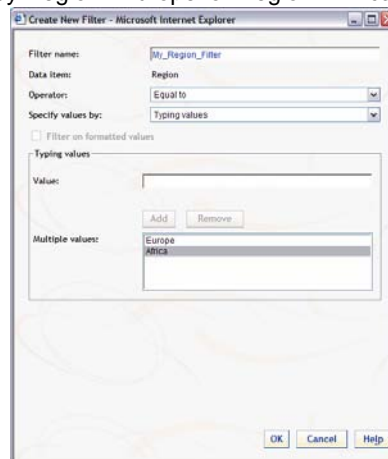 Create New Filter - Microsoft Internet Explorer
Filter name: My_Region_Filter
Data item: Region
Operator: Equal to
Specify values by: Typing values
Filter on formatted values
Typing values
Value:
Add Remove
Multiple values: Europe
Africa
OK Cancel Help